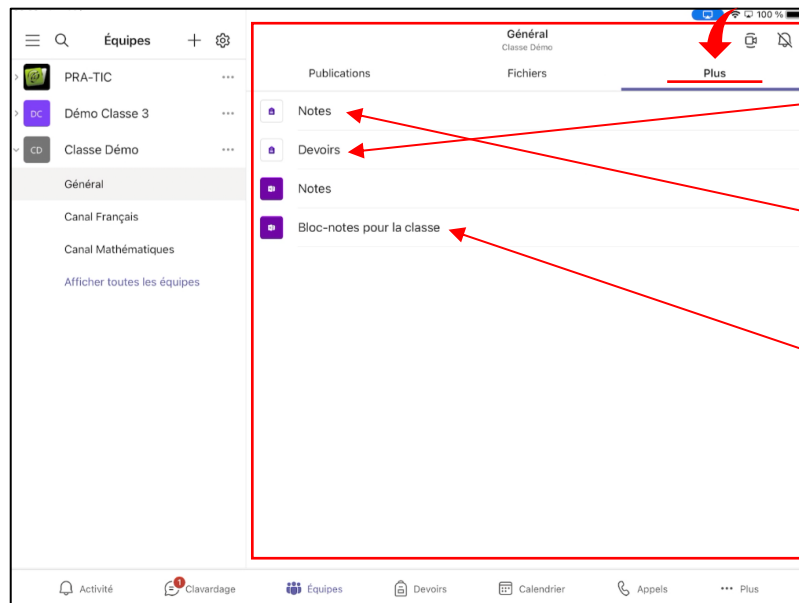 100 %
Équipes
Général
Classe Démo
Publications
Fichiers
Plus
PRA-TIC
DC
Démo Classe 3
CD
Classe Démo
Général
Canal Français
Canal Mathématiques
Afficher toutes les équipes
Notes
Devoirs
Notes
Bloc-notes pour la classe
Activité
1
Clavardage
Équipes
Devoirs
Calendrier
Appels
Plus